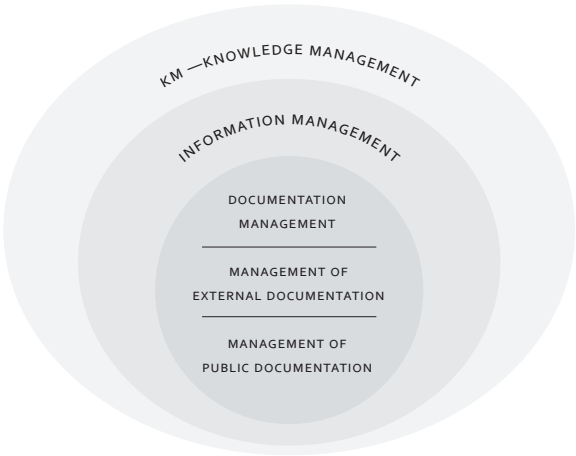 KM —KNOWLEDGE MANAGEMENT
INFORMATION MANAGEMENT
DOCUMENTATION
MANAGEMENT
MANAGEMENT OF
EXTERNAL DOCUMENTATION
MANAGEMENT OF
PUBLIC DOCUMENTATION